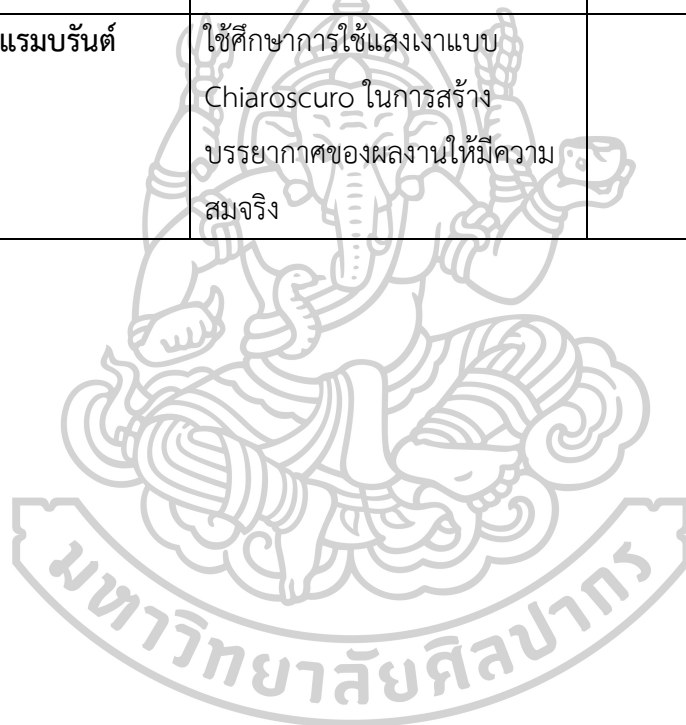 แรมบรันต์
ใช้ศึกษาการใช้แสงเงาแบบ
Chiaroscuro ในการสร้าง
บรรยากาศของผลงานให้มีความ
สมจริง
มหาวิทยาลัยศิลปากร